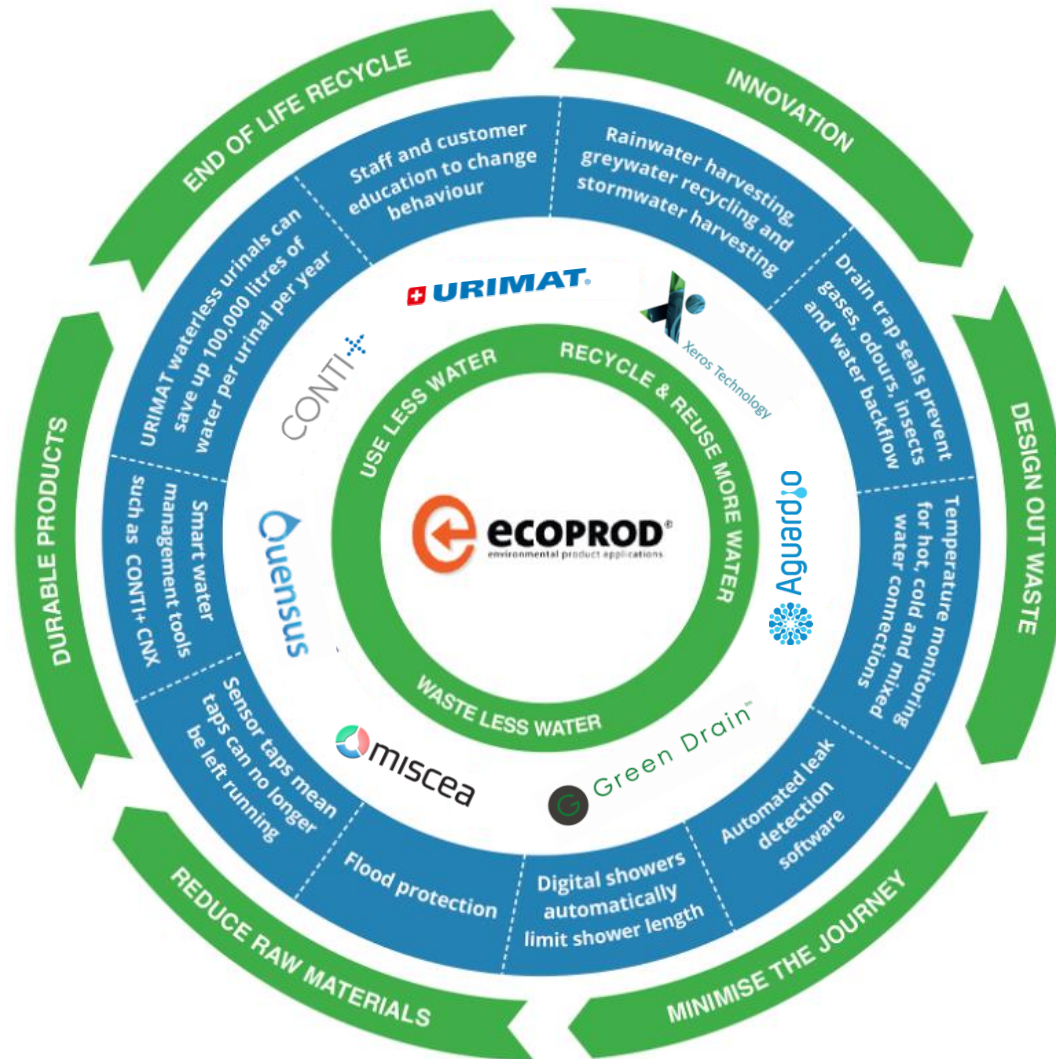 INNOVATION
DESIGN OUT WASTE
MINIMISE THE JOURNEY
REDUCE RAW MATERIALS
DURABLE PRODUCTS
END OF LIFE RECYCLE
Rainwater harvesting,
greywater recycling and
stormwater harvesting
Drain trap seals prevent
gases, odours, insects
and water backflow
Temperature monitoring
for hot, cold and mixed
water connections
Automated leak
detection
software
Digital showers
automatically
limit shower length
Flood protection
Sensor taps mean
taps can no longer
be left running
Smart water
management tools
such as CONTI+ CNX
URIMAT waterless urinals can
save up 100,000 litres of
water per urinal per year
Staff and customer
education to change
behaviour
URIMAT®
Xeros Technology
Aguardio
Green Drain™
miscea
Quensus
CONTI+
USE LESS WATER
RECYCLE & REUSE MORE WATER
WASTE LESS WATER
ecoPROD®
environmental product applications